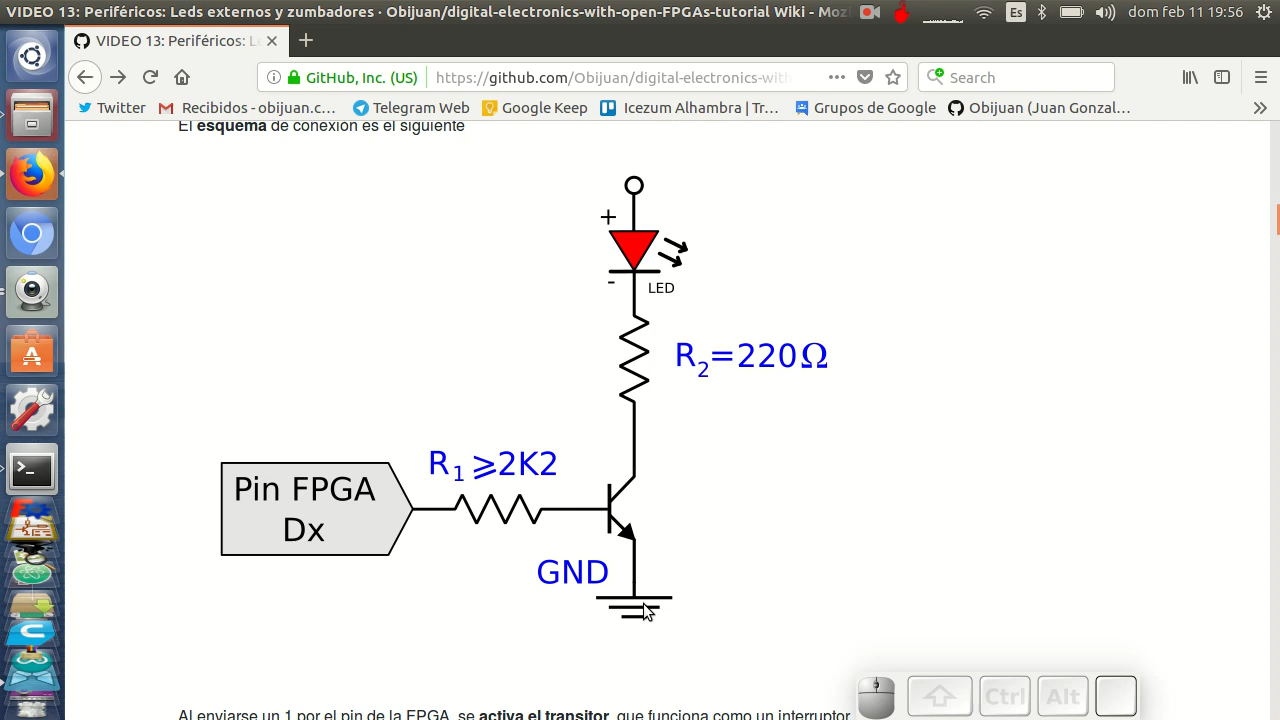 VIDEO 13: Periféricos: Leds externos y zumbadores · Obijuan/digital-electronics-with-open-FPGAs-tutorial Wiki - Moz
Es
dom feb 11 19:56
VIDEO 13: Periféricos: L
GitHub, Inc. (US)
https://github.com/Obijuan/digital-electronics-with
Search
Twitter
Recibidos - obijuan.c...
Telegram Web
Google Keep
Icezum Alhambra | Tr...
Grupos de Google
Obijuan (Juan Gonzal...
El esquema de conexión es el siguiente
+
-
LED
R2=220Ω
R1 ⩾2K2
Pin FPGA
Dx
GND
Ctrl
Alt
Al enviarse un 1 por el pin de la FPGA, se activa el transitor, que funciona como un interruptor